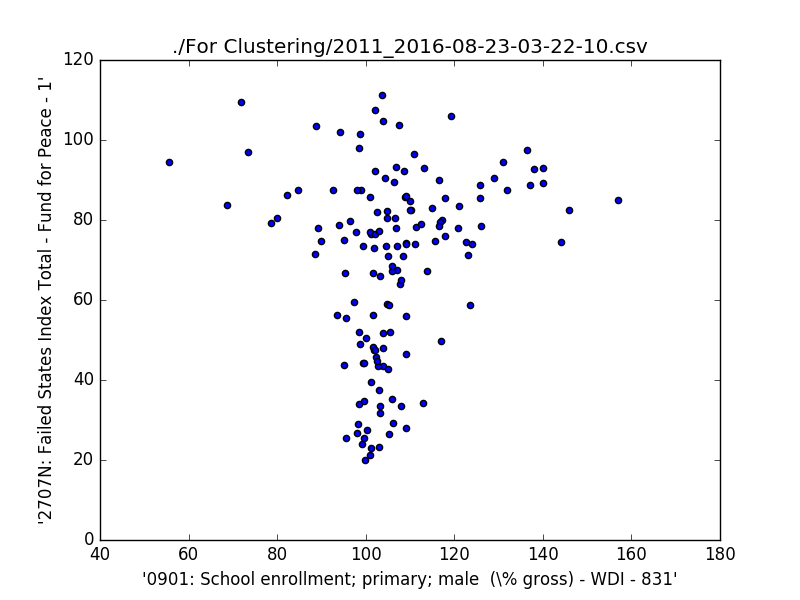 ./For Clustering/2011_2016-08-23-03-22-10.csv
'2707N: Failed States Index Total - Fund for Peace - 1'
120
100
80
60
40
20
0
40 60 80 100 120 140 160 180
'0901: School enrollment; primary; male  (\% gross) - WDI - 831'